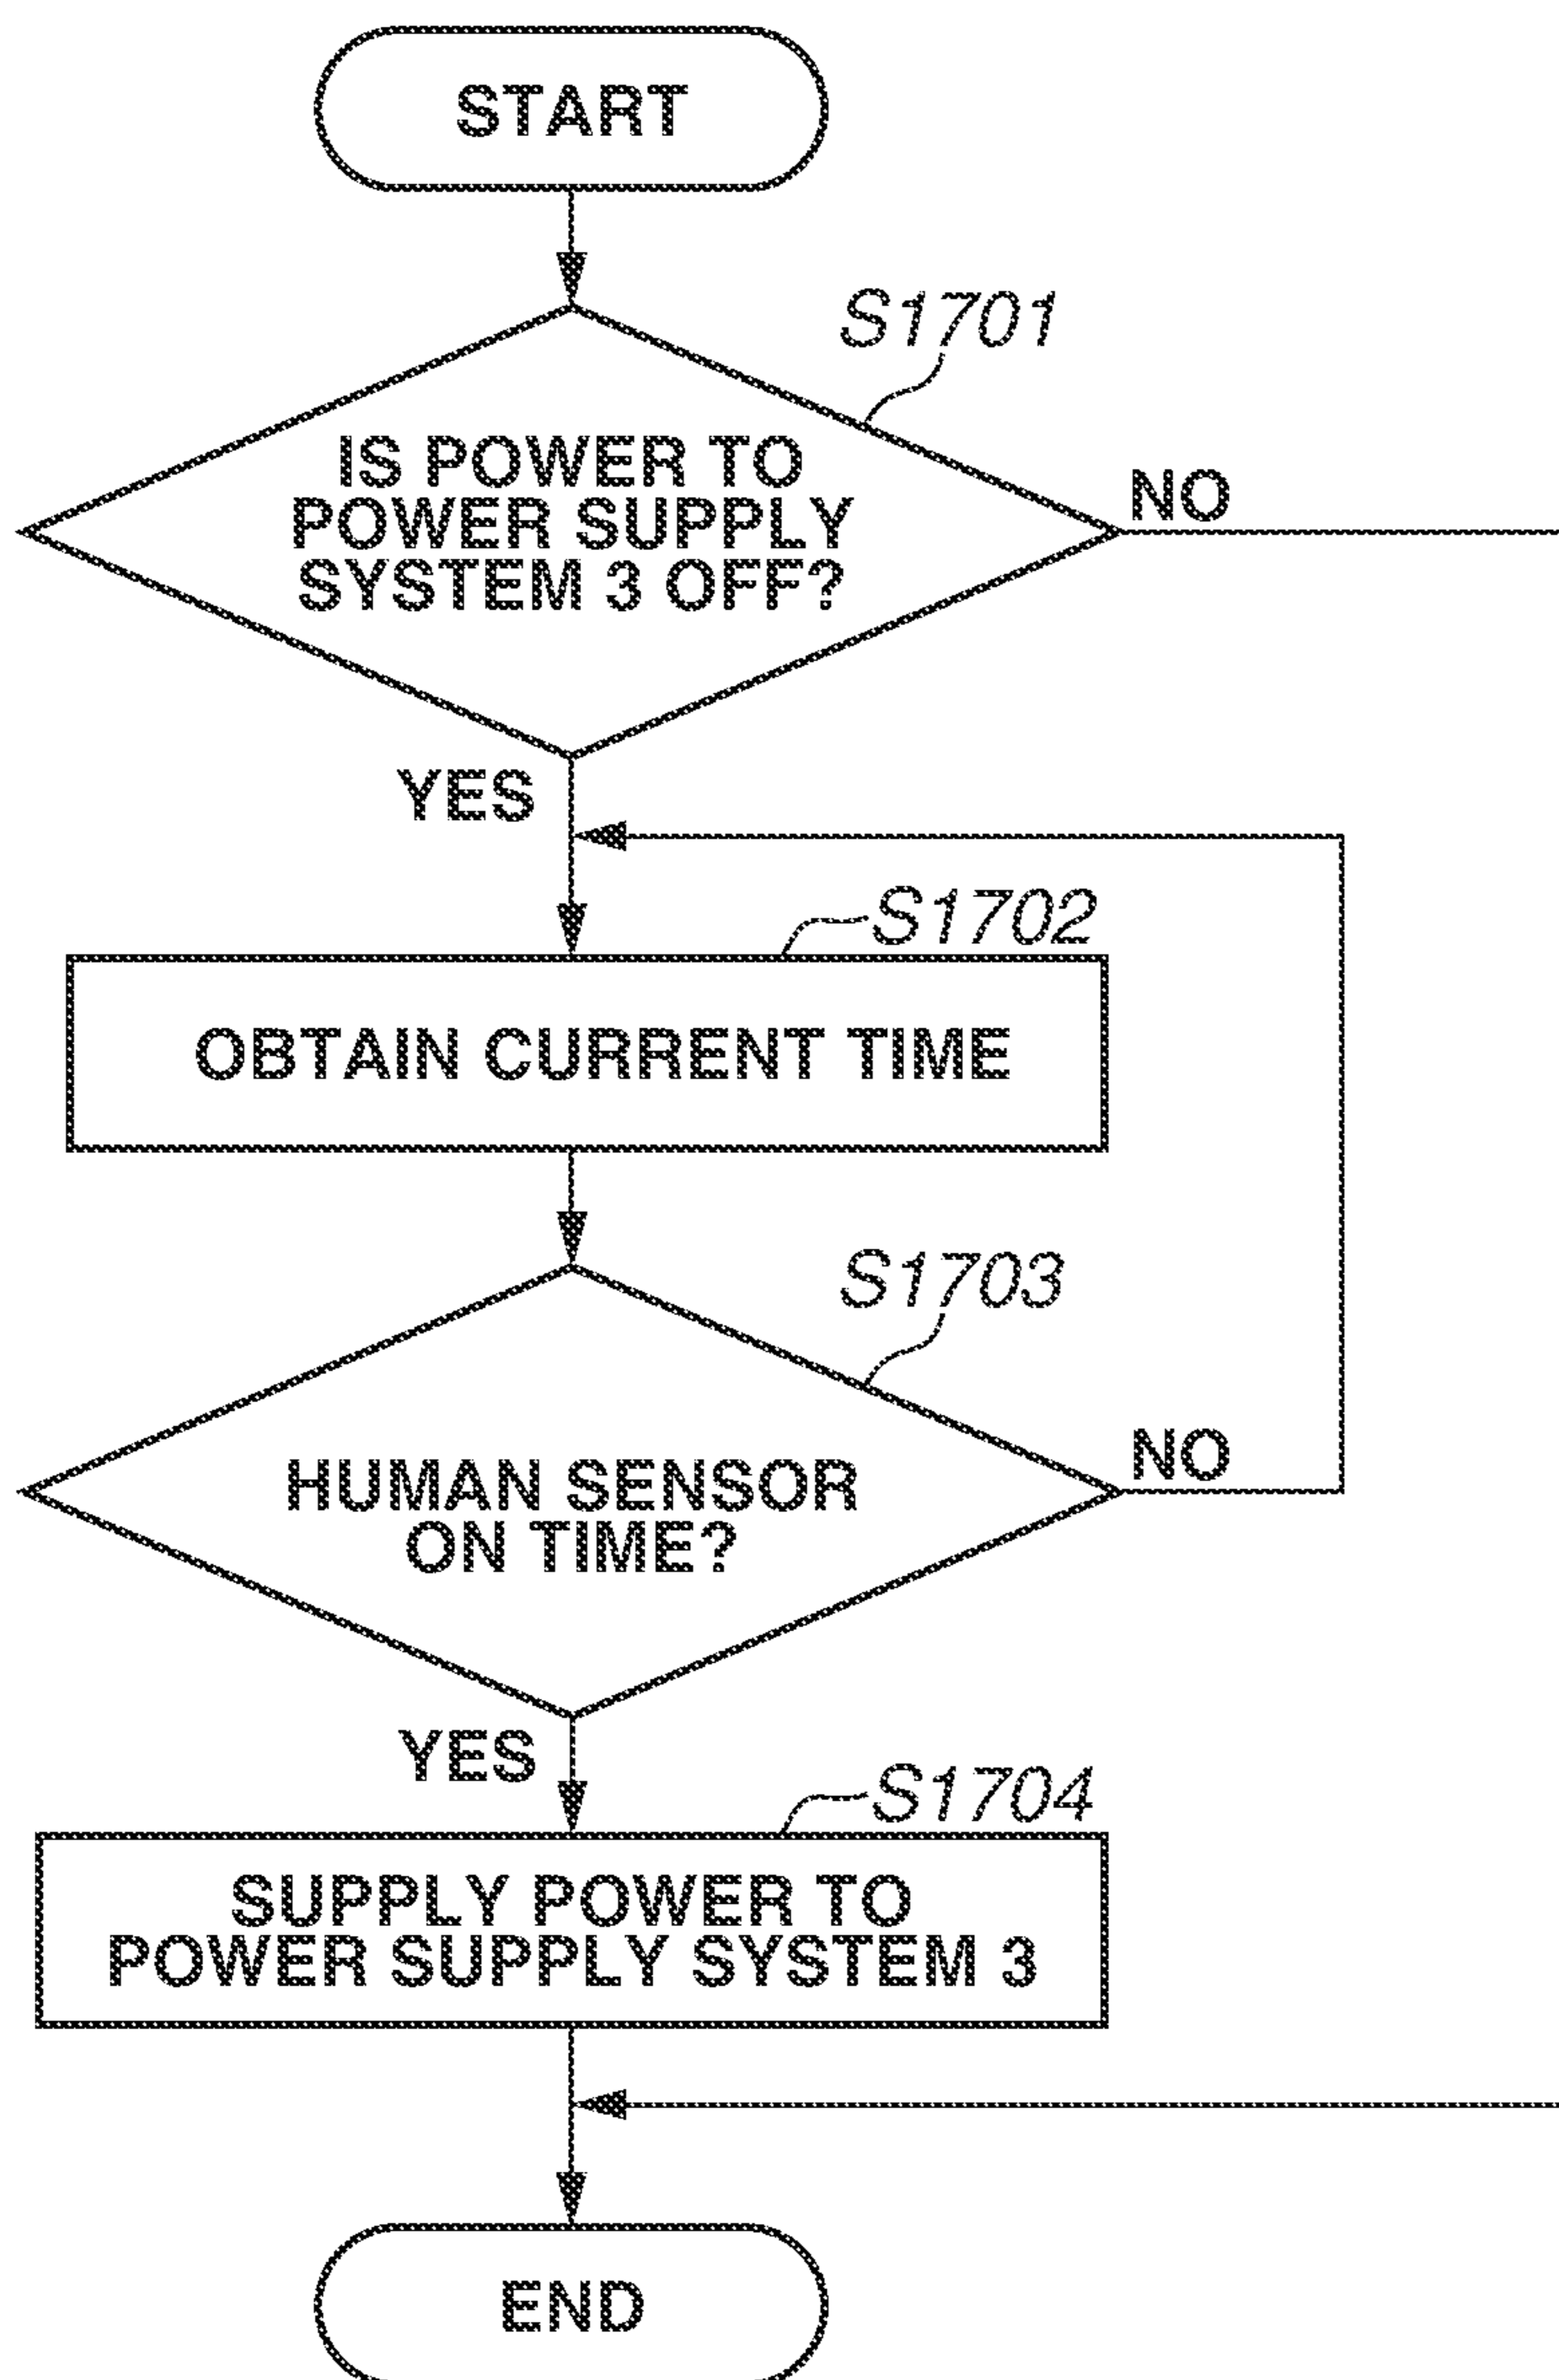 START
S1701
IS POWER TO
POWER SUPPLY
SYSTEM 3 OFF?
NO
YES
S1702
OBTAIN CURRENT TIME
S1703
HUMAN SENSOR
ON TIME?
NO
YES
S1704
SUPPLY POWER TO
POWER SUPPLY SYSTEM 3
END